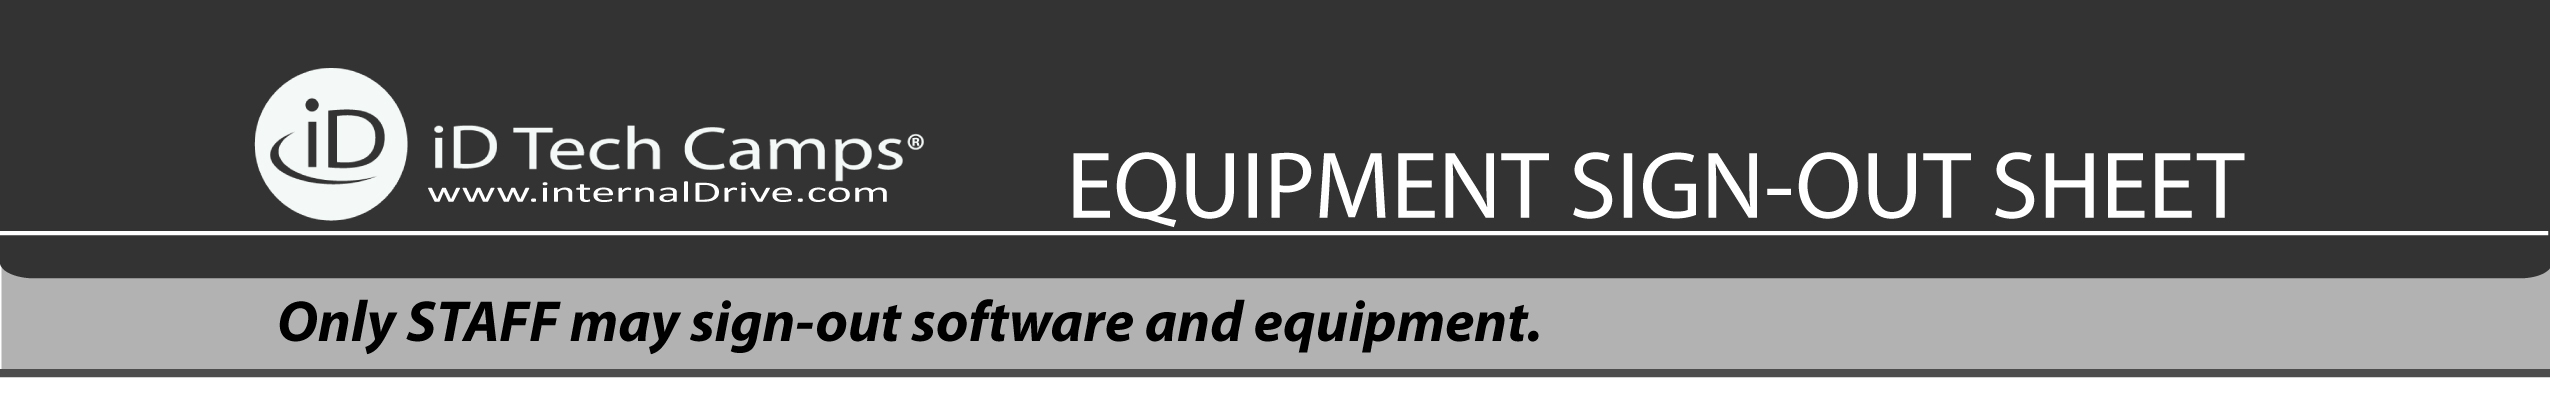 iD
iD Tech Camps®
www.internalDrive.com
EQUIPMENT SIGN-OUT SHEET
Only STAFF may sign-out software and equipment.